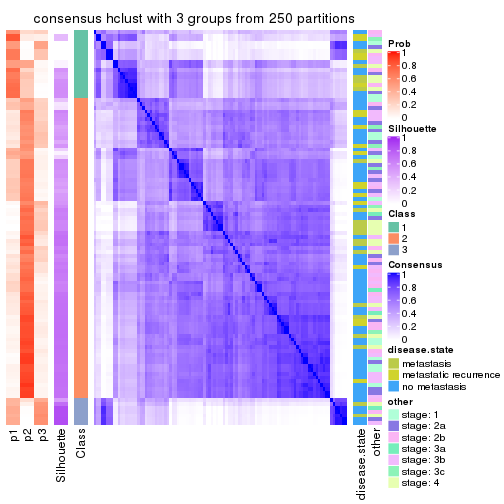 consensus hclust with 3 groups from 250 partitions
Prob
1
0.8
0.6
0.4
0.2
0
Silhouette
1
0.8
0.6
0.4
0.2
0
Class
1
2
3
Consensus
1
0.8
0.6
0.4
0.2
0
disease.state
metastasis
metastatic recurrence
no metastasis
other
stage: 1
stage: 2a
stage: 2b
stage: 3a
stage: 3b
stage: 3c
stage: 4
p1
p2
p3
Silhouette
Class
disease.state
other